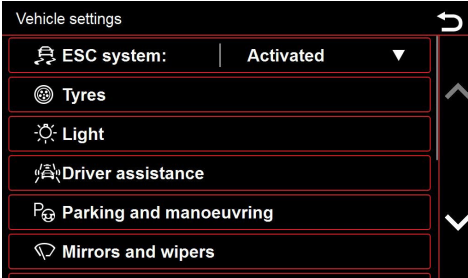 Vehicle settings
ESC system: Activated
Tyres
Light
Driver assistance
P Parking and manoeuvring
Mirrors and wipers